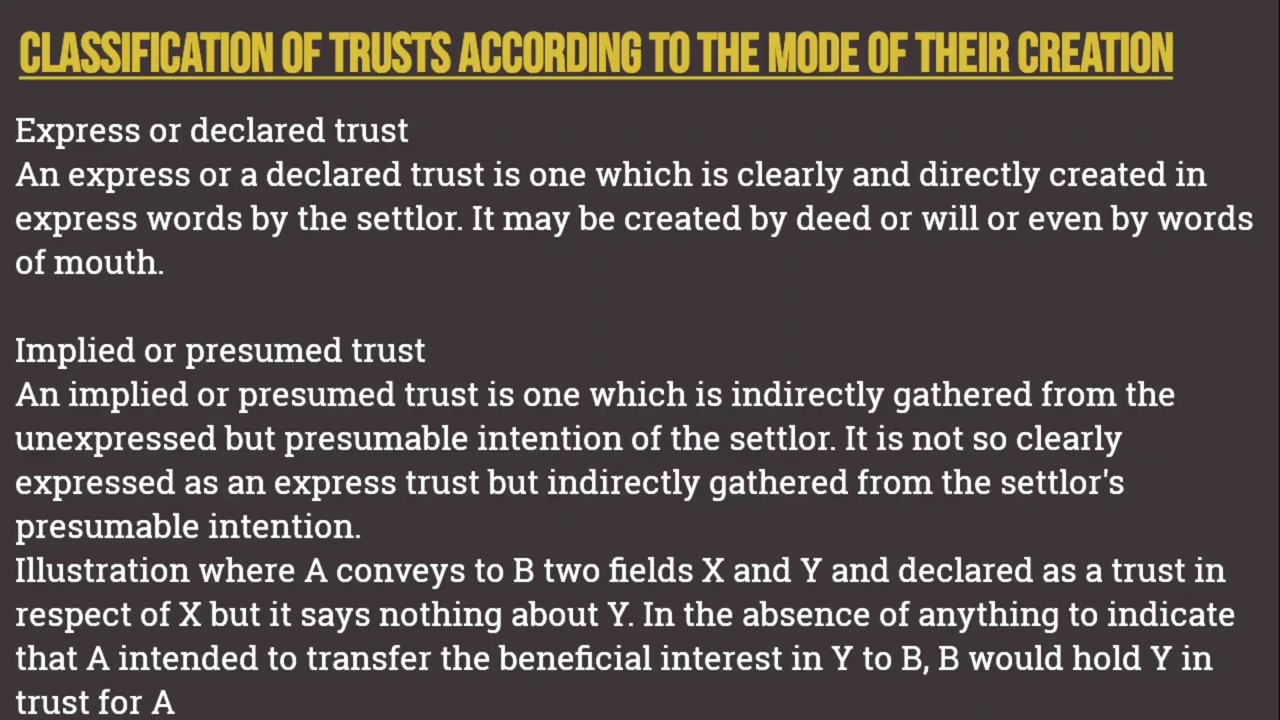 CLASSIFICATION OF TRUSTS ACCORDING TO THE MODE OF THEIR CREATION
Express or declared trust
An express or a declared trust is one which is clearly and directly created in
express words by the settlor. It may be created by deed or will or even by words
of mouth.
Implied or presumed trust
An implied or presumed trust is one which is indirectly gathered from the
unexpressed but presumable intention of the settlor. It is not so clearly
expressed as an express trust but indirectly gathered from the settlor's
presumable intention.
Illustration where A conveys to B two fields X and Y and declared as a trust in
respect of X but it says nothing about Y. In the absence of anything to indicate
that A intended to transfer the beneficial interest in Y to B, B would hold Y in
trust for A